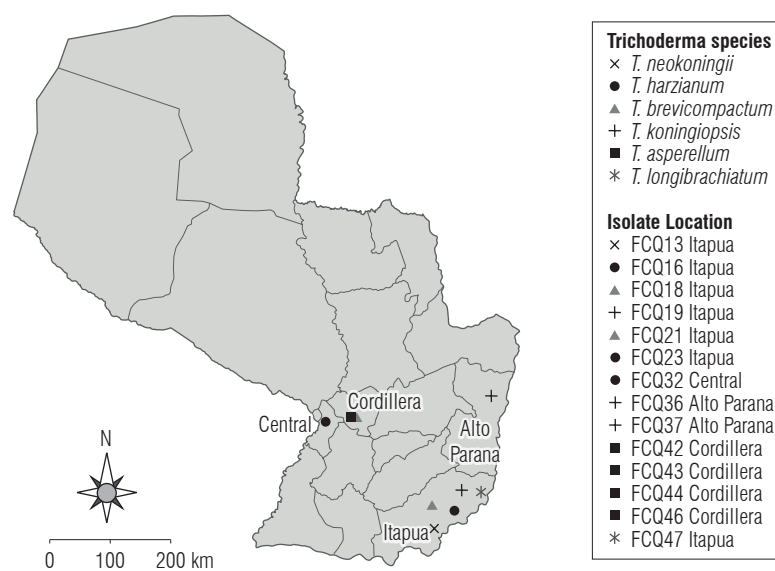 Trichoderma species
× T. neokoningii
● T. harzianum
▲ T. brevicompactum
+ T. koningiopsis
■ T. asperellum
* T. longibrachiatum
Isolate Location
× FCQ13 Itapua
● FCQ16 Itapua
▲ FCQ18 Itapua
+ FCQ19 Itapua
▲ FCQ21 Itapua
● FCQ23 Itapua
● FCQ32 Central
+ FCQ36 Alto Parana
+ FCQ37 Alto Parana
■ FCQ42 Cordillera
■ FCQ43 Cordillera
■ FCQ44 Cordillera
■ FCQ46 Cordillera
* FCQ47 Itapua
Cordillera
Central
Alto
Parana
Itapua
N
0 100 200 km